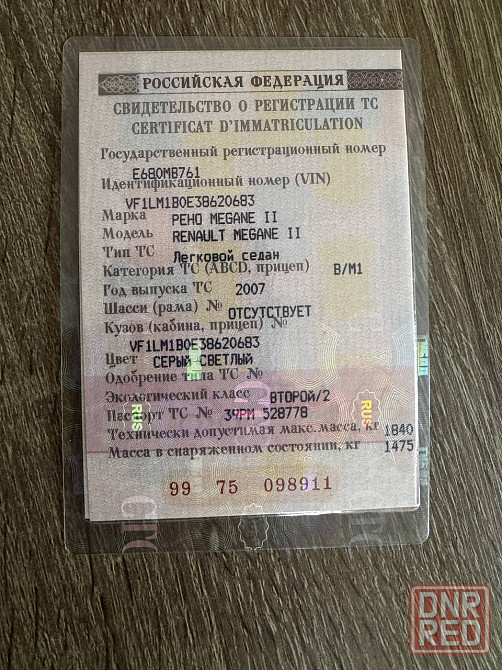 РОССИЙСКАЯ ФЕДЕРАЦИЯ
СВИДЕТЕЛЬСТВО О РЕГИСТРАЦИИ ТС
CERTIFICAT D'IMMATRICULATION
Государственный регистрационный номер
Е680МВ761
Идентификационный номер (VIN)
VF1LM1B0E38620683
Марка РЕНО MEGANE II
Модель RENAULT MEGANE II
Тип ТС Легковой седан
Категория ТС (ABCD, прицеп) B/M1
Год выпуска ТС 2007
Шасси (рама) № ОТСУТСТВУЕТ
Кузов (кабина, прицеп) №
VF1LM1B0E38620683
Цвет СЕРЫЙ СВЕТЛЫЙ
Одобрение типа ТС №
Экологический класс ВТОРОЙ/2
Паспорт ТС № 39РМ 528778
Технически допустимая макс. масса, кг 1840
Масса в снаряженном состоянии, кг 1475
99 75 098911
RUS
RUS
DNR
RED